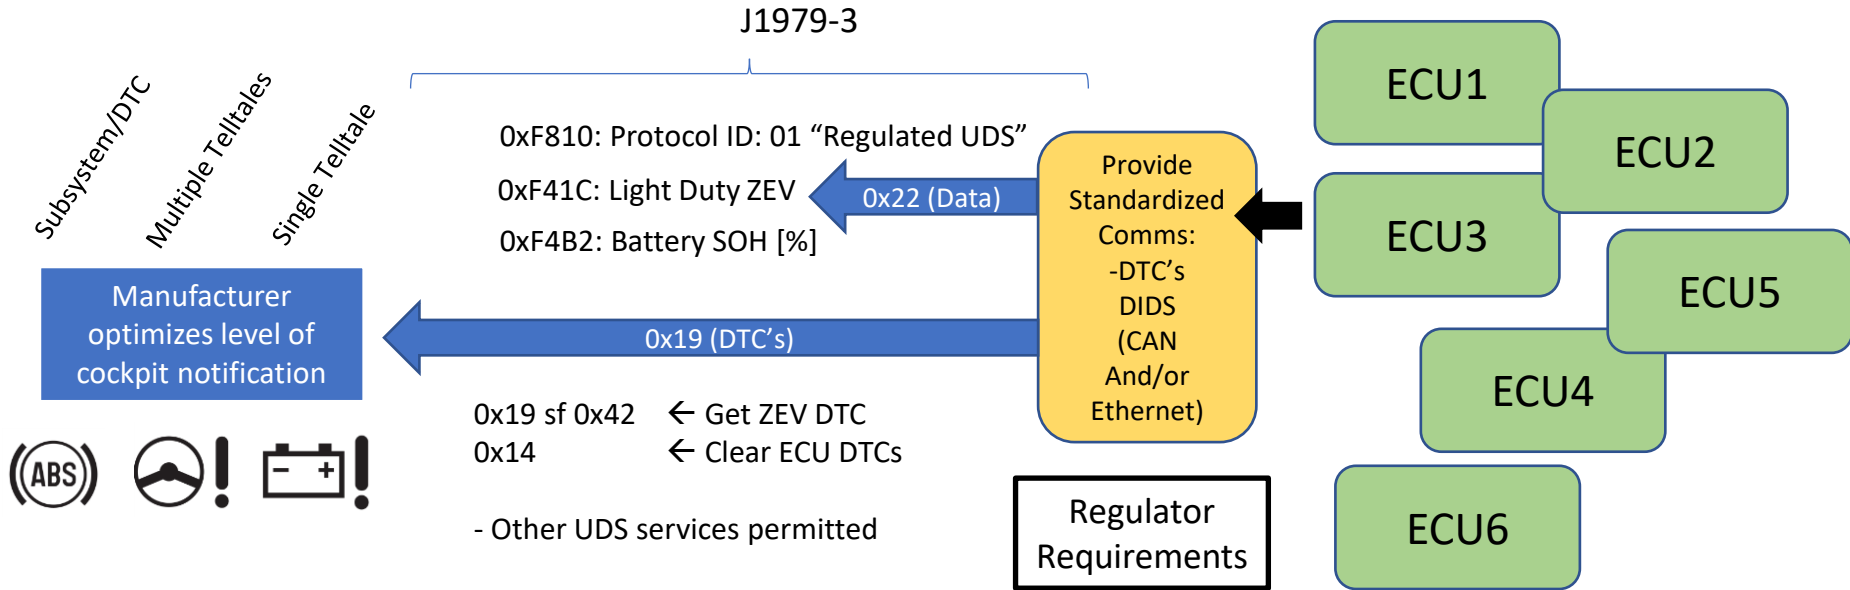 J1979-3
Subsystem/DTC
Multiple Telltales
Single Telltale
Manufacturer
optimizes level of
cockpit notification
ABS
0xF810: Protocol ID: 01 “Regulated UDS”
0xF41C: Light Duty ZEV
0xF4B2: Battery SOH [%]
0x22 (Data)
0x19 (DTC’s)
0x19 sf 0x42 ← Get ZEV DTC
0x14 ← Clear ECU DTCs
- Other UDS services permitted
Provide
Standardized
Comms:
-DTC’s
DIDS
(CAN
And/or
Ethernet)
Regulator
Requirements
ECU1
ECU2
ECU3
ECU5
ECU4
ECU6